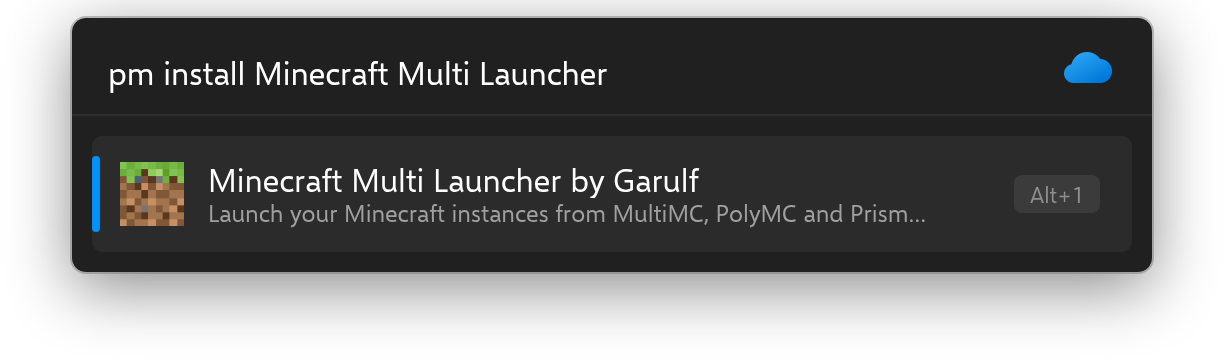 pm install Minecraft Multi Launcher
Minecraft Multi Launcher by Garulf
Launch your Minecraft instances from MultiMC, PolyMC and Prism...
Alt+1